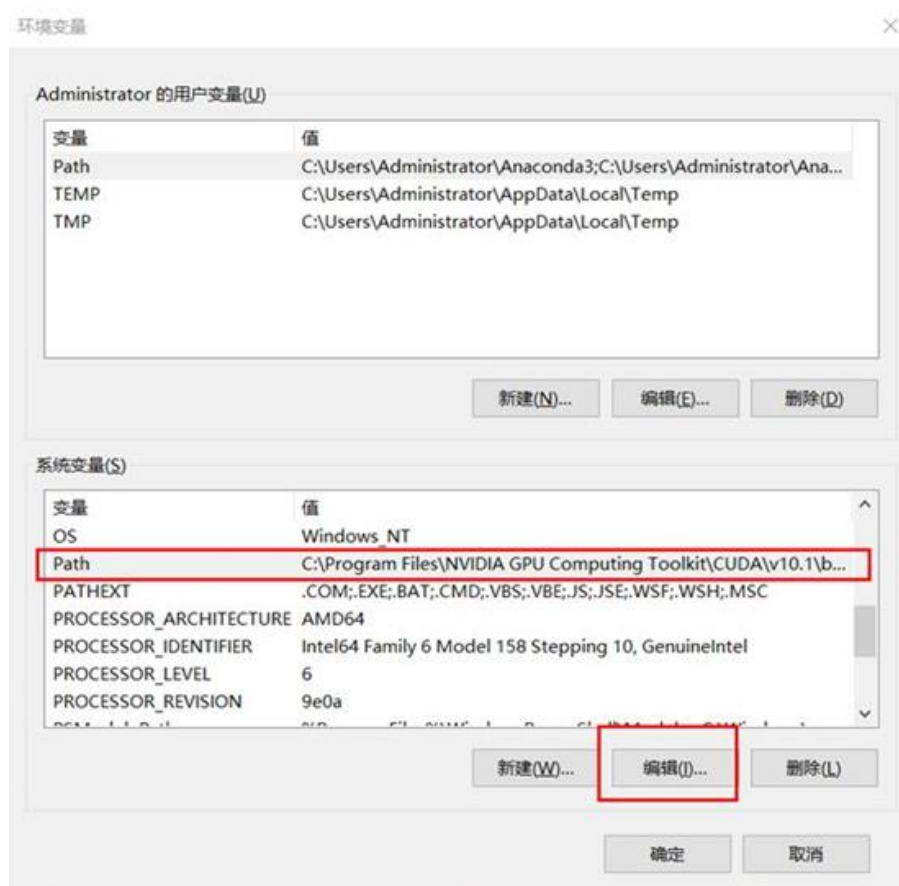 环境变量
Administrator 的用户变量(U)
变量 值
Path C:\Users\Administrator\Anaconda3;C:\Users\Administrator\Ana...
TEMP C:\Users\Administrator\AppData\Local\Temp
TMP C:\Users\Administrator\AppData\Local\Temp
新建(N)... 编辑(E)... 删除(D)
系统变量(S)
变量 值
OS Windows_NT
Path C:\Program Files\NVIDIA GPU Computing Toolkit\CUDA\v10.1\b...
PATHEXT .COM;.EXE;.BAT;.CMD;.VBS;.VBE;.JS;.JSE;.WSF;.WSH;.MSC
PROCESSOR_ARCHITECTURE AMD64
PROCESSOR_IDENTIFIER Intel64 Family 6 Model 158 Stepping 10, GenuineIntel
PROCESSOR_LEVEL 6
PROCESSOR_REVISION 9e0a
新建(W)... 编辑(I)... 删除(L)
确定 取消